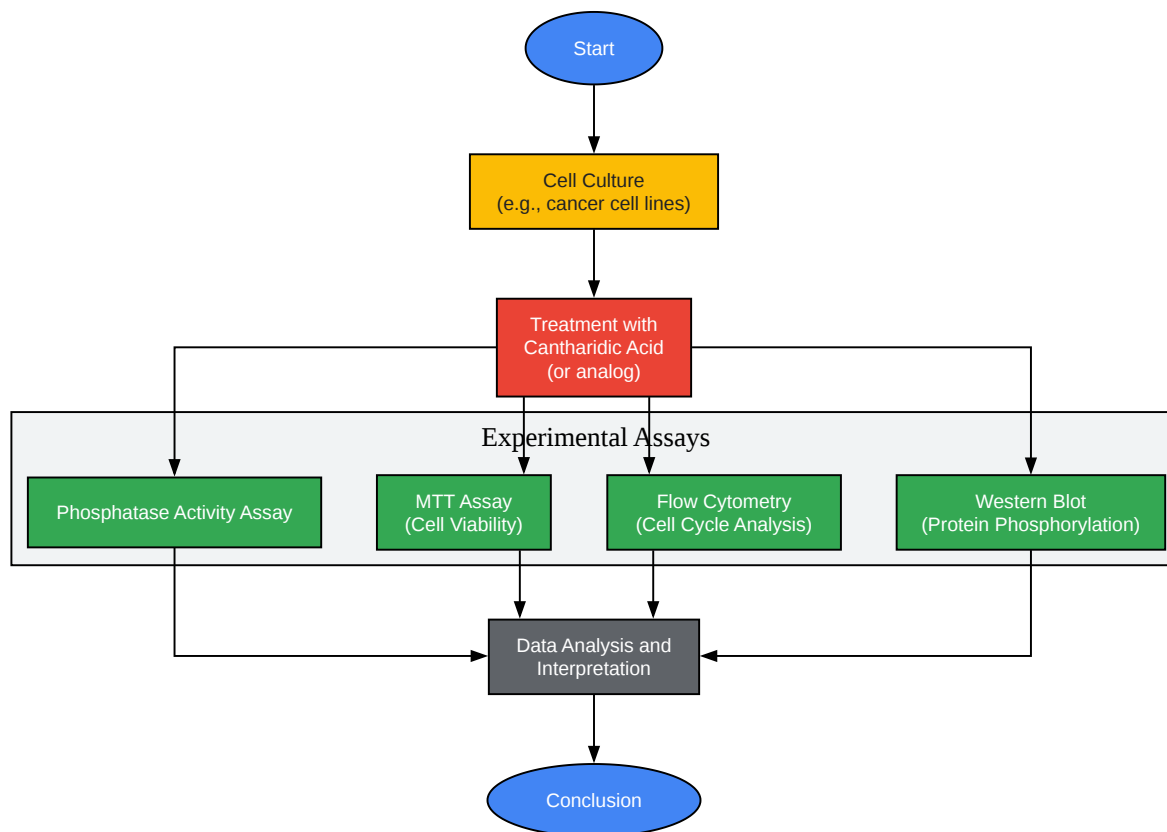 Start
Cell Culture
(e.g., cancer cell lines)
Treatment with
Cantharidic Acid
(or analog)
Experimental Assays
Phosphatase Activity Assay
MTT Assay
(Cell Viability)
Flow Cytometry
(Cell Cycle Analysis)
Western Blot
(Protein Phosphorylation)
Data Analysis and
Interpretation
Conclusion